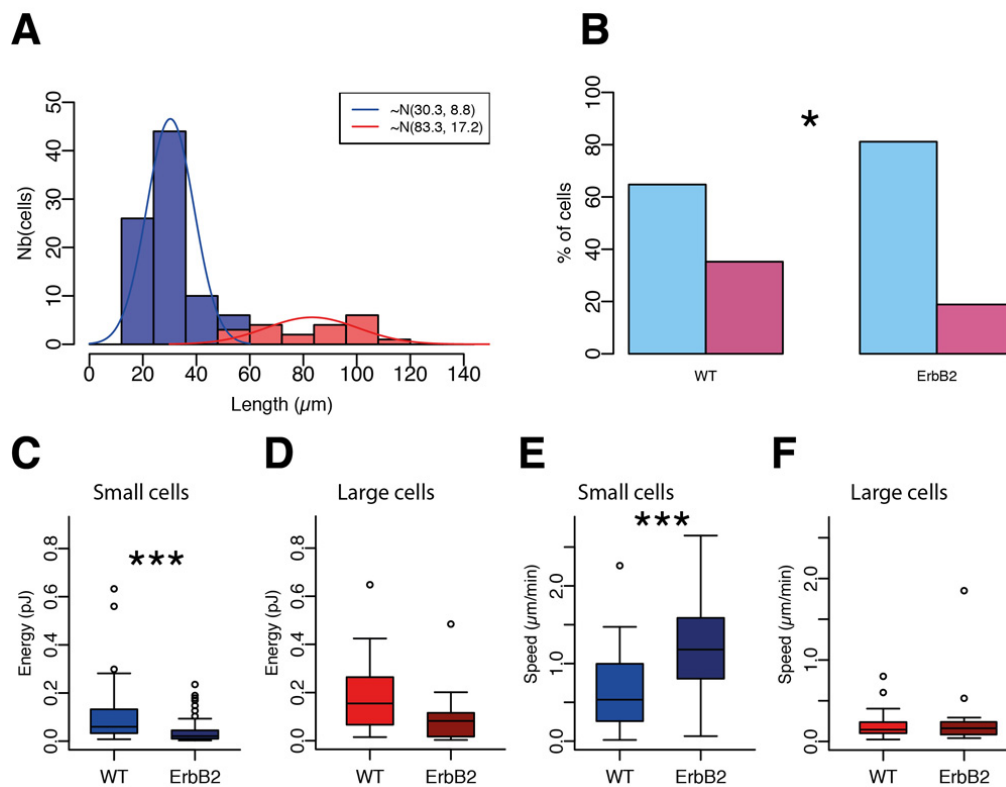 A
B
50
40
30
20
10
0
Nb(cells)
~N(30.3, 8.8)
~N(83.3, 17.2)
0 20 40 60 80 100 120 140
Length (µm)
100
80
60
40
20
0
% of cells
*
WT ErbB2
C
Small cells
***
0.8
0.6
0.4
0.2
0.0
Energy (pJ)
WT ErbB2
D
Large cells
0.8
0.6
0.4
0.2
0.0
Energy (pJ)
WT ErbB2
E
Small cells
***
2.0
1.0
0.0
Speed (µm/min)
WT ErbB2
F
Large cells
2.0
1.0
0.0
Speed (µm/min)
WT ErbB2